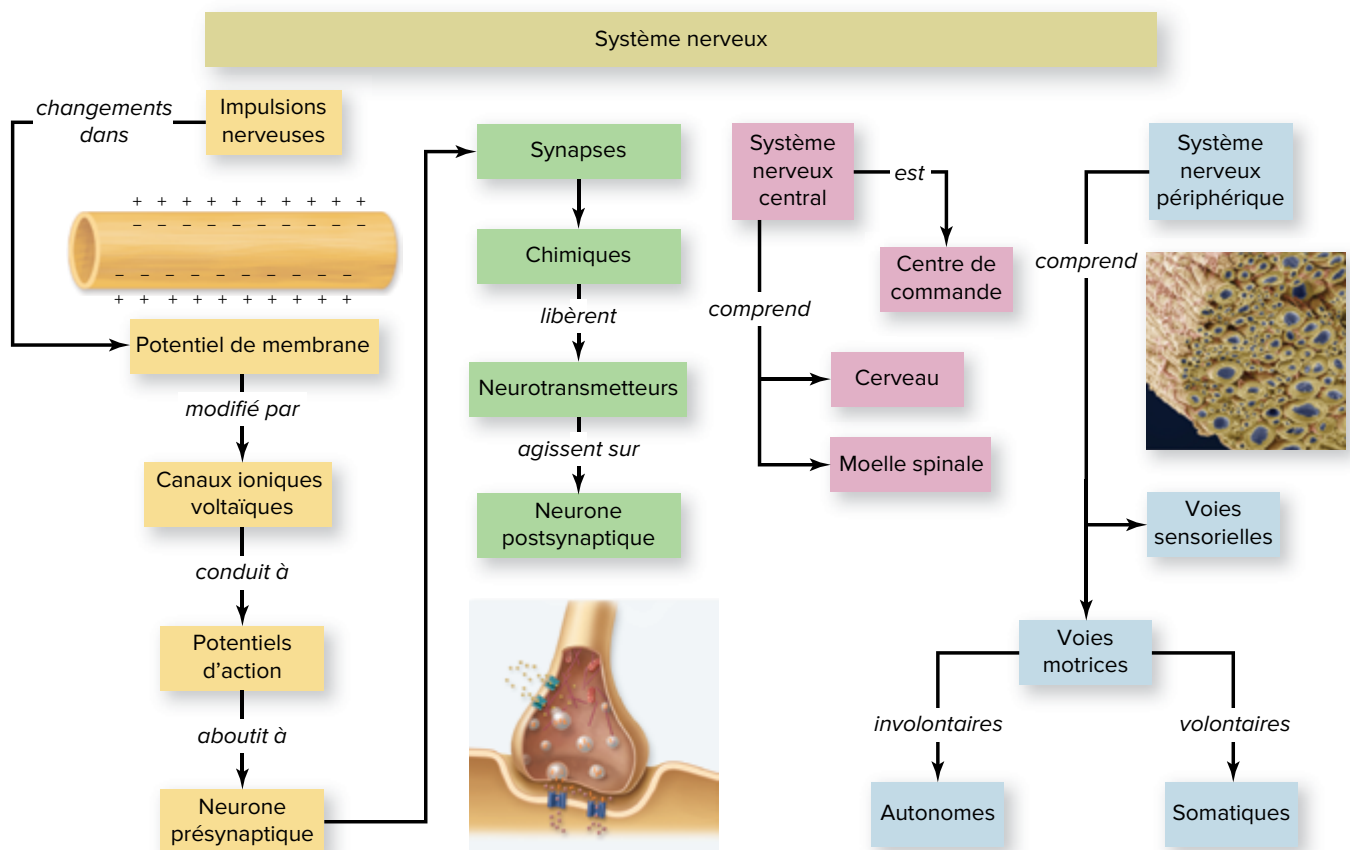 Système nerveux
changements
dans
Impulsions
nerveuses
+ + + + + + + + + +
– – – – – – – – –
– – – – – – – – –
+ + + + + + + + + +
Potentiel de membrane
modifié par
Canaux ioniques
voltaïques
conduit à
Potentiels
d’action
aboutit à
Neurone
présynaptique
Synapses
Chimiques
libèrent
Neurotransmetteurs
agissent sur
Neurone
postsynaptique
Système
nerveux
central
est
Centre de
commande
comprend
Cerveau
Moelle spinale
Système
nerveux
périphérique
comprend
Voies
sensorielles
Voies
motrices
involontaires
volontaires
Autonomes
Somatiques